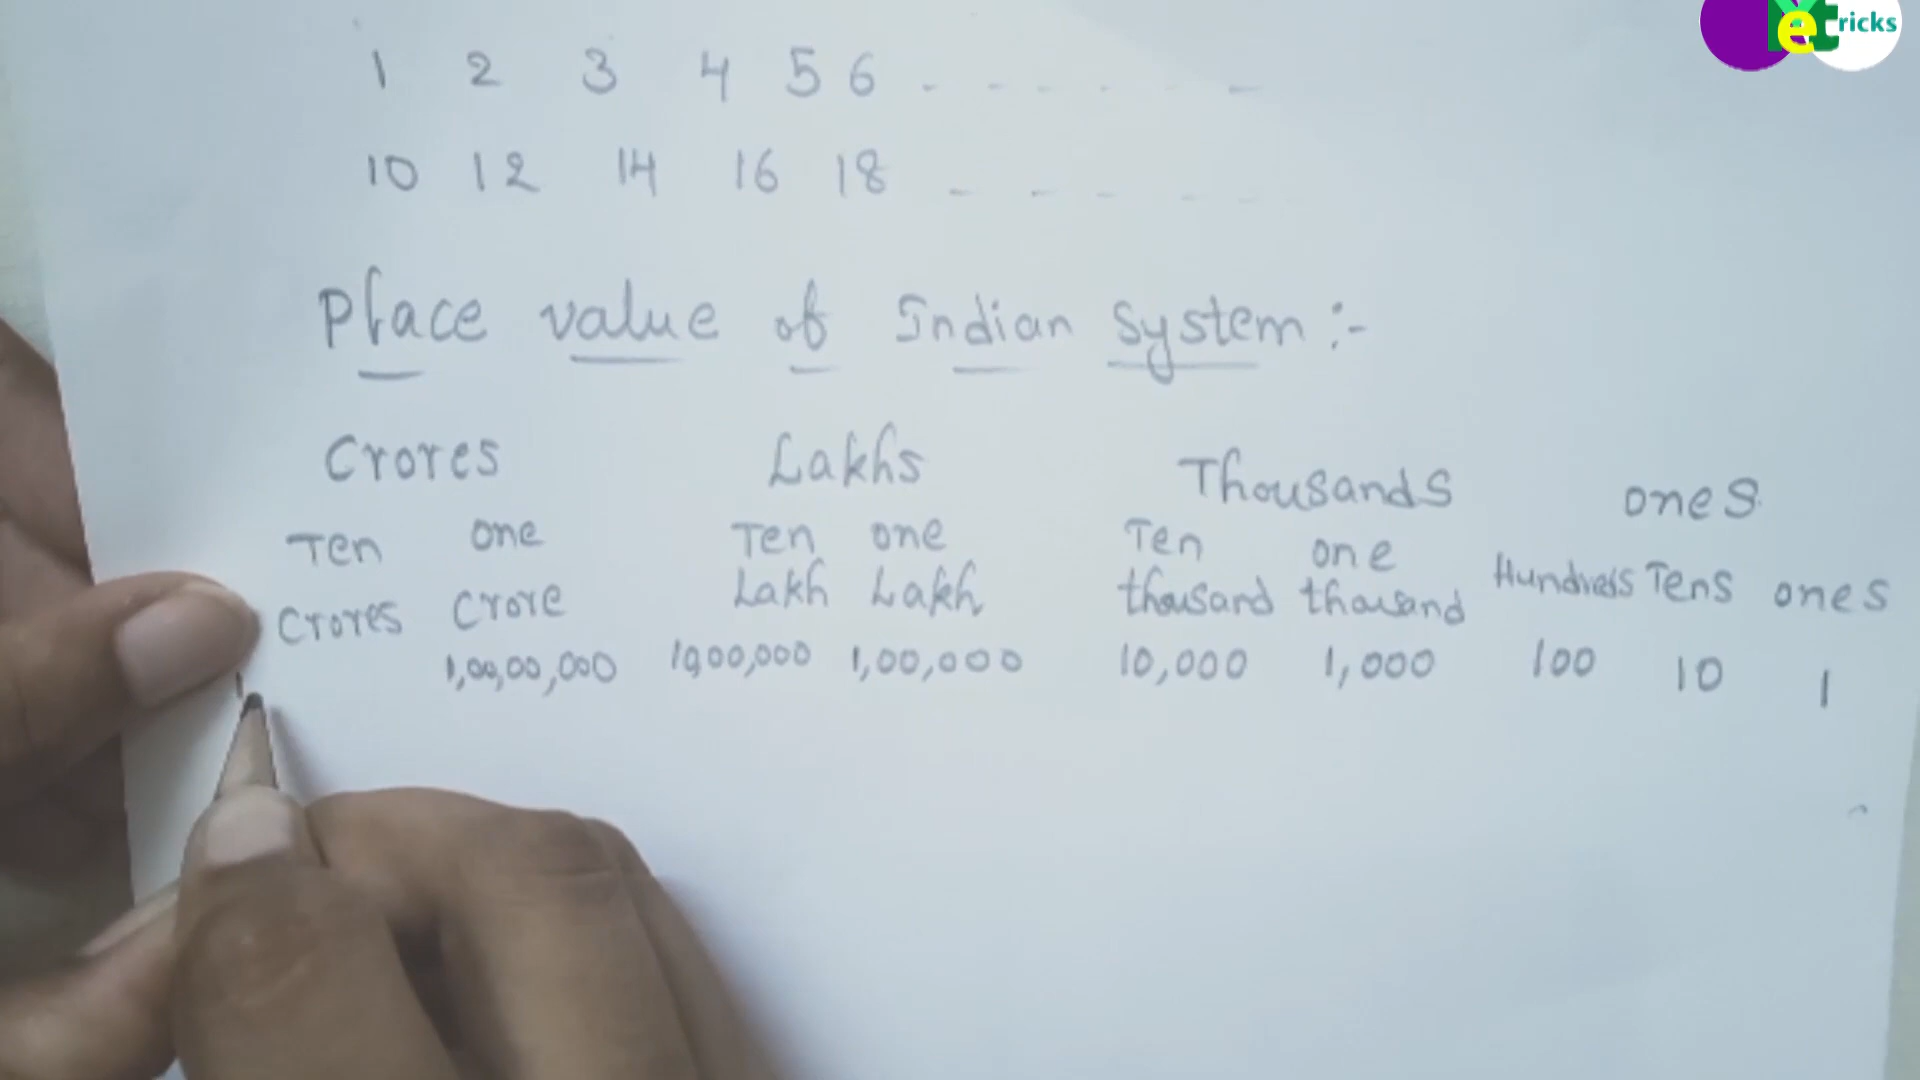 Yetricks
1 2 3 4 5 6 - - - - - -
10 12 14 16 18 - - - - -
Place value of Indian System :-
Crores Lakhs Thousands ones
Ten one Ten one Ten one Hundreds Tens ones
Crores Crore Lakh Lakh thousand thousand
1,00,00,000 10,00,000 1,00,000 10,000 1,000 100 10 1